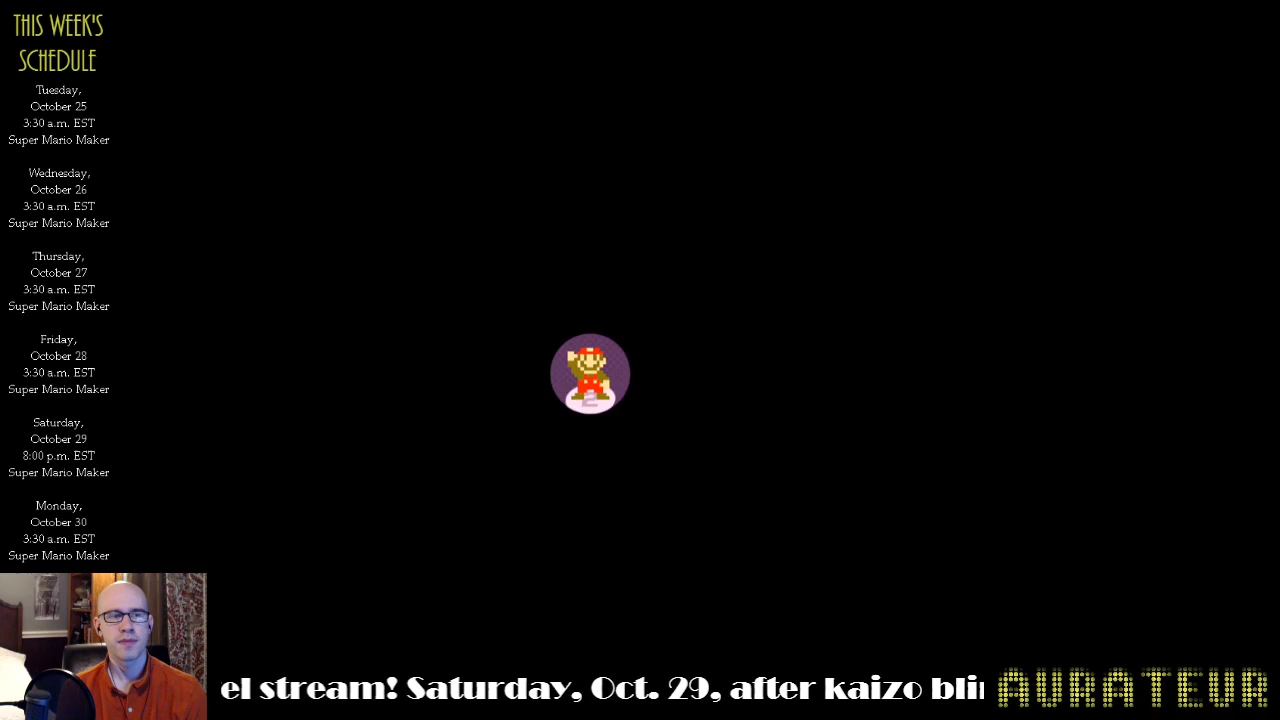 THIS WEEK'S
SCHEDULE
Tuesday,
October 25
3:30 a.m. EST
Super Mario Maker
Wednesday,
October 26
3:30 a.m. EST
Super Mario Maker
Thursday,
October 27
3:30 a.m. EST
Super Mario Maker
Friday,
October 28
3:30 a.m. EST
Super Mario Maker
Saturday,
October 29
8:00 p.m. EST
Super Mario Maker
Monday,
October 30
3:30 a.m. EST
Super Mario Maker
2
el stream! Saturday, Oct. 29, after kaizo blin
AURATEUR